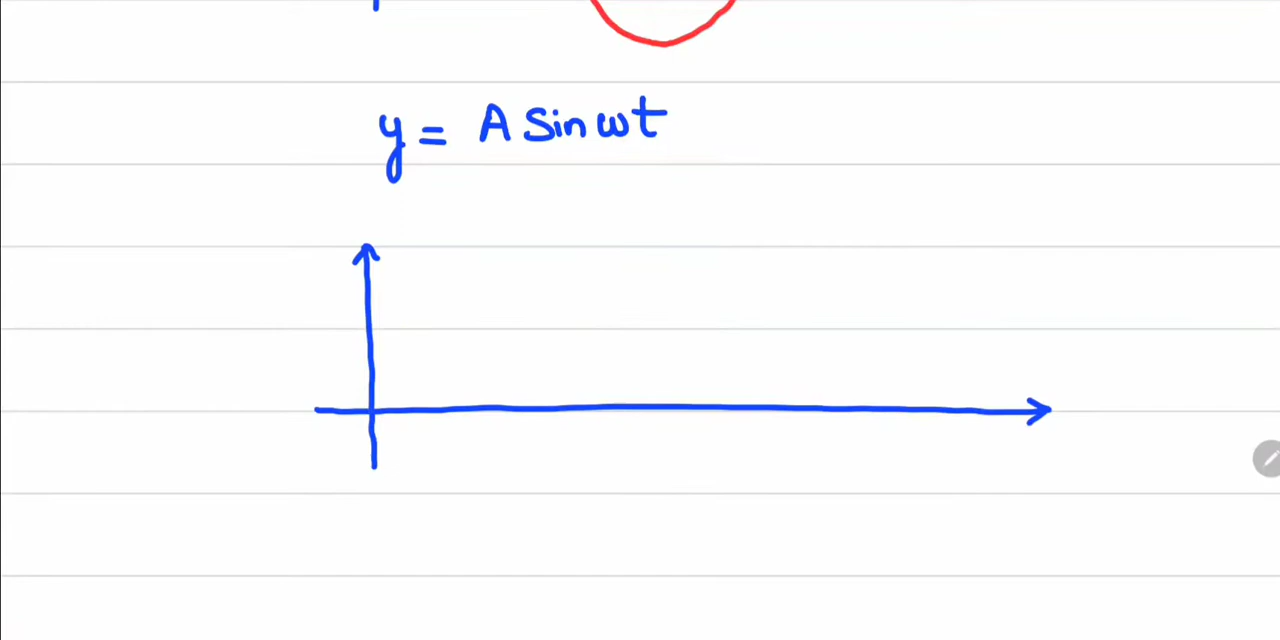 y = A sin ωt